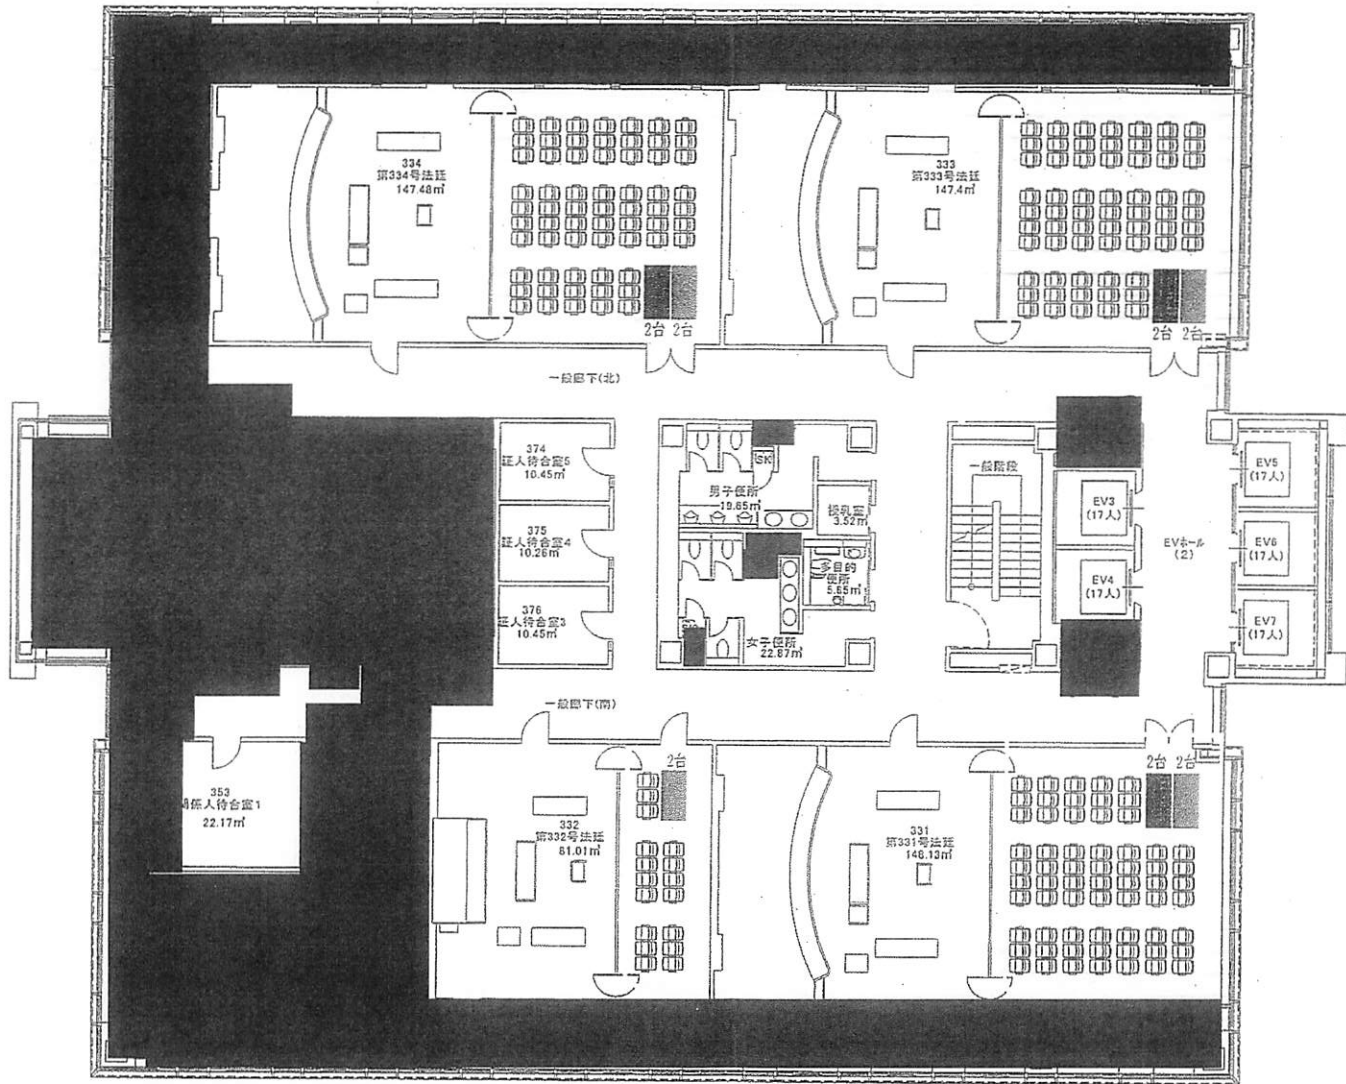 334
第334号法廷
147.48㎡
333
第333号法廷
147.4㎡
2台 2台
2台 2台
一般廊下(北)
374
証人待合室5
10.45㎡
375
証人待合室4
10.26㎡
376
証人待合室3
10.45㎡
SK
男子便所
19.65㎡
授乳室
3.52㎡
多目的
便所
5.65㎡
女子便所
22.87㎡
一般階段
EV3
(17人)
EV4
(17人)
EVホール
(2)
EV5
(17人)
EV6
(17人)
EV7
(17人)
一般廊下(南)
353
関係人待合室1
22.17㎡
2台
332
第332号法廷
81.01㎡
2台 2台
331
第331号法廷
148.13㎡